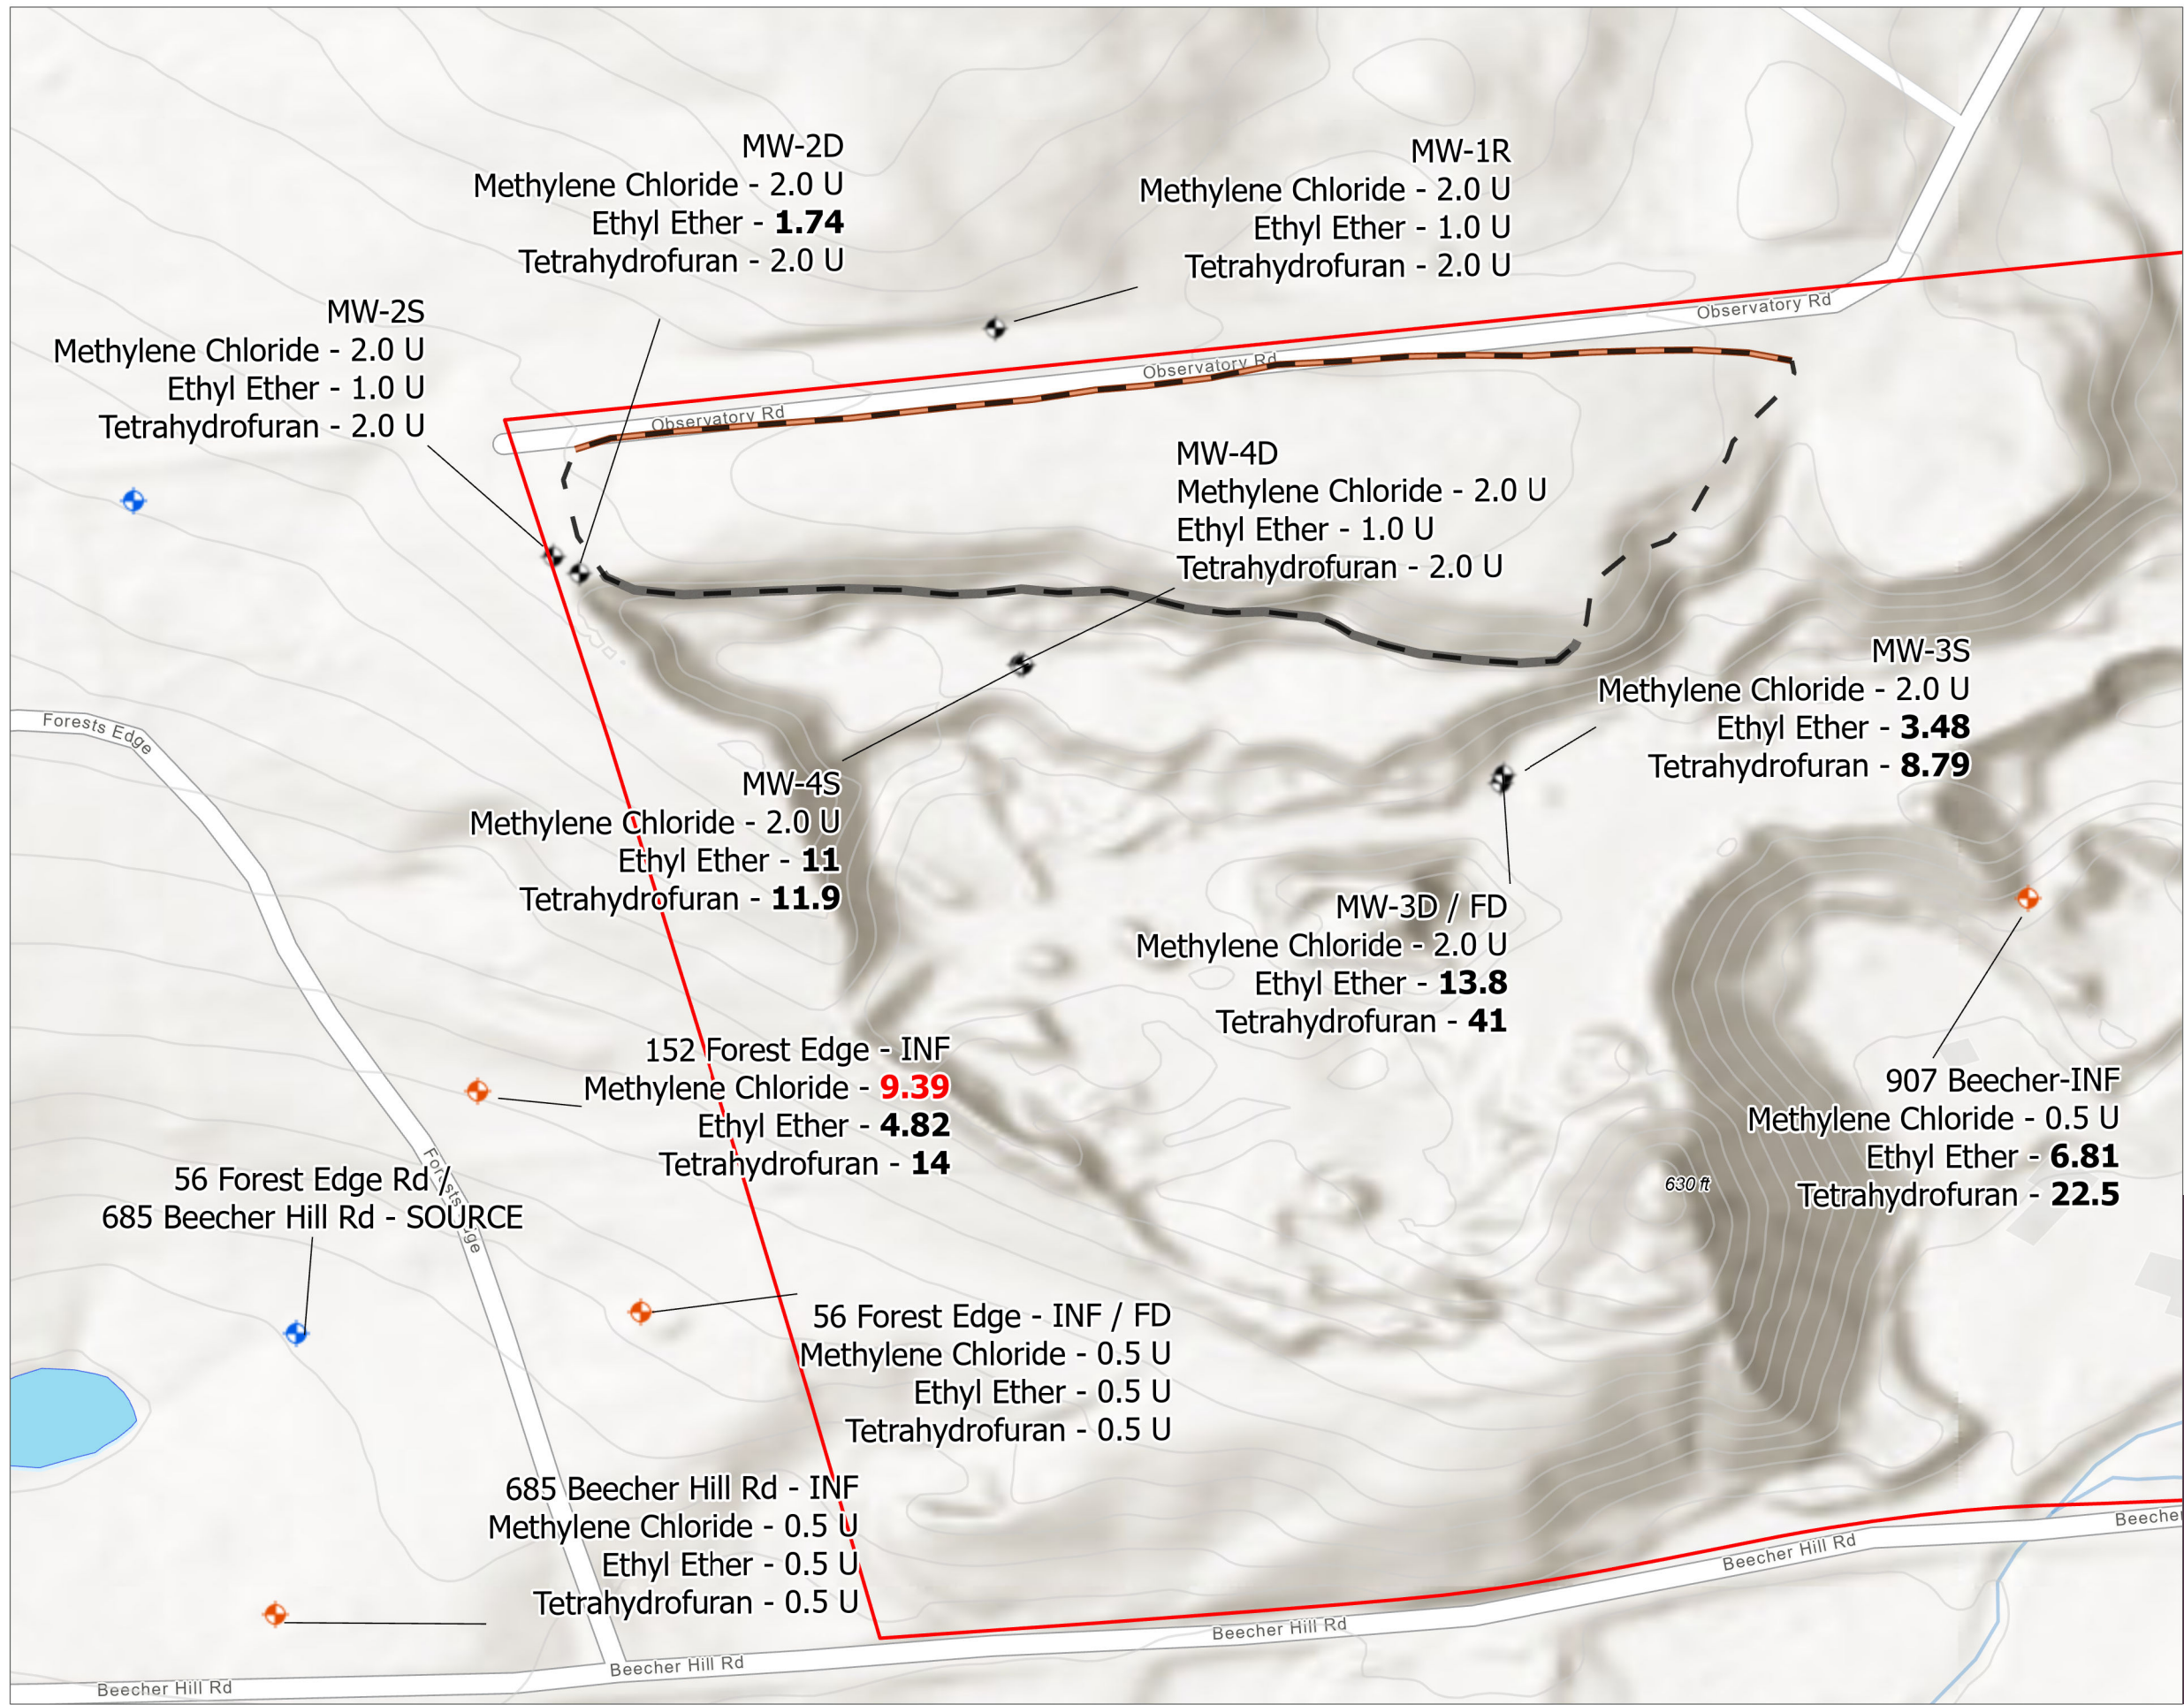 MW-2D
Methylene Chloride - 2.0 U
Ethyl Ether - 1.74
Tetrahydrofuran - 2.0 U
MW-1R
Methylene Chloride - 2.0 U
Ethyl Ether - 1.0 U
Tetrahydrofuran - 2.0 U
MW-2S
Methylene Chloride - 2.0 U
Ethyl Ether - 1.0 U
Tetrahydrofuran - 2.0 U
Observatory Rd
Observatory Rd
Observatory Rd
MW-4D
Methylene Chloride - 2.0 U
Ethyl Ether - 1.0 U
Tetrahydrofuran - 2.0 U
MW-3S
Methylene Chloride - 2.0 U
Ethyl Ether - 3.48
Tetrahydrofuran - 8.79
Forests Edge
MW-4S
Methylene Chloride - 2.0 U
Ethyl Ether - 11
Tetrahydrofuran - 11.9
MW-3D / FD
Methylene Chloride - 2.0 U
Ethyl Ether - 13.8
Tetrahydrofuran - 41
152 Forest Edge - INF
Methylene Chloride - 9.39
Ethyl Ether - 4.82
Tetrahydrofuran - 14
907 Beecher-INF
Methylene Chloride - 0.5 U
Ethyl Ether - 6.81
Tetrahydrofuran - 22.5
630 ft
Forests Edge
56 Forest Edge Rd /
685 Beecher Hill Rd - SOURCE
56 Forest Edge - INF / FD
Methylene Chloride - 0.5 U
Ethyl Ether - 0.5 U
Tetrahydrofuran - 0.5 U
685 Beecher Hill Rd - INF
Methylene Chloride - 0.5 U
Ethyl Ether - 0.5 U
Tetrahydrofuran - 0.5 U
Beecher
Beecher Hill Rd
Beecher Hill Rd
Beecher Hill Rd
Beecher Hill Rd